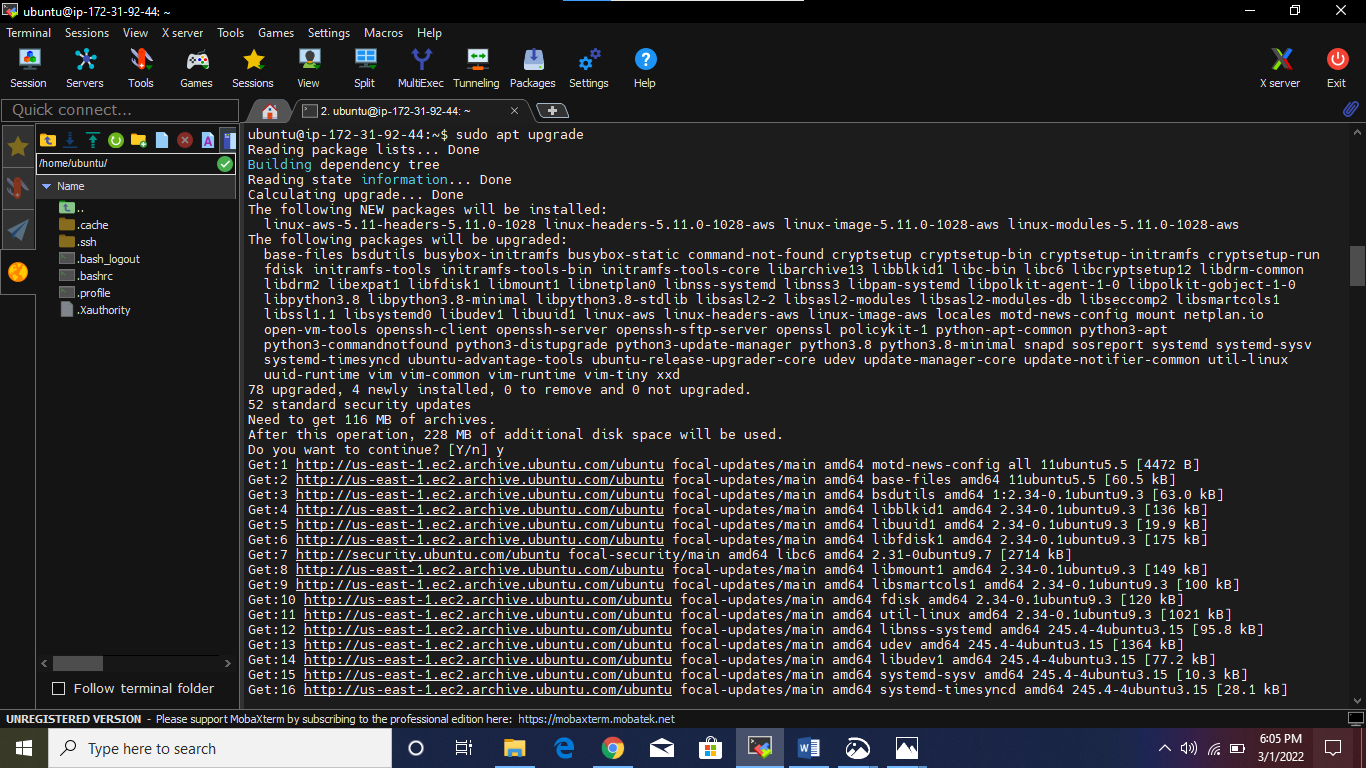 ubuntu@ip-172-31-92-44: ~
Terminal Sessions View X server Tools Games Settings Macros Help
Session Servers Tools Games Sessions View Split MultiExec Tunneling Packages Settings Help X server Exit
Quick connect...
2. ubuntu@ip-172-31-92-44: ~
/home/ubuntu/
Name
..
.cache
.ssh
.bash_logout
.bashrc
.profile
.Xauthority
Follow terminal folder
ubuntu@ip-172-31-92-44:~$ sudo apt upgrade
Reading package lists... Done
Building dependency tree
Reading state information... Done
Calculating upgrade... Done
The following NEW packages will be installed:
linux-aws-5.11-headers-5.11.0-1028 linux-headers-5.11.0-1028-aws linux-image-5.11.0-1028-aws linux-modules-5.11.0-1028-aws
The following packages will be upgraded:
base-files bsdutils busybox-initramfs busybox-static command-not-found cryptsetup cryptsetup-bin cryptsetup-initramfs cryptsetup-run
fdisk initramfs-tools initramfs-tools-bin initramfs-tools-core libarchive13 libblkid1 libc-bin libc6 libcryptsetup12 libdrm-common
libdrm2 libexpat1 libfdisk1 libmount1 libnetplan0 libnss-systemd libnss3 libpam-systemd libpolkit-agent-1-0 libpolkit-gobject-1-0
libpython3.8 libpython3.8-minimal libpython3.8-stdlib libsasl2-2 libsasl2-modules libsasl2-modules-db libseccomp2 libsmartcols1
libssl1.1 libsystemd0 libudev1 libuuid1 linux-aws linux-headers-aws linux-image-aws locales motd-news-config mount netplan.io
open-vm-tools openssh-client openssh-server openssh-sftp-server openssl policykit-1 python-apt-common python3-apt
python3-commandnotfound python3-distupgrade python3-update-manager python3.8 python3.8-minimal snapd sosreport systemd systemd-sysv
systemd-timesyncd ubuntu-advantage-tools ubuntu-release-upgrader-core udev update-manager-core update-notifier-common util-linux
uuid-runtime vim vim-common vim-runtime vim-tiny xxd
78 upgraded, 4 newly installed, 0 to remove and 0 not upgraded.
52 standard security updates
Need to get 116 MB of archives.
After this operation, 228 MB of additional disk space will be used.
Do you want to continue? [Y/n] y
Get:1 http://us-east-1.ec2.archive.ubuntu.com/ubuntu focal-updates/main amd64 motd-news-config all 11ubuntu5.5 [4472 B]
Get:2 http://us-east-1.ec2.archive.ubuntu.com/ubuntu focal-updates/main amd64 base-files amd64 11ubuntu5.5 [60.5 kB]
Get:3 http://us-east-1.ec2.archive.ubuntu.com/ubuntu focal-updates/main amd64 bsdutils amd64 1:2.34-0.1ubuntu9.3 [63.0 kB]
Get:4 http://us-east-1.ec2.archive.ubuntu.com/ubuntu focal-updates/main amd64 libblkid1 amd64 2.34-0.1ubuntu9.3 [136 kB]
Get:5 http://us-east-1.ec2.archive.ubuntu.com/ubuntu focal-updates/main amd64 libuuid1 amd64 2.34-0.1ubuntu9.3 [19.9 kB]
Get:6 http://us-east-1.ec2.archive.ubuntu.com/ubuntu focal-updates/main amd64 libfdisk1 amd64 2.34-0.1ubuntu9.3 [175 kB]
Get:7 http://security.ubuntu.com/ubuntu focal-security/main amd64 libc6 amd64 2.31-0ubuntu9.7 [2714 kB]
Get:8 http://us-east-1.ec2.archive.ubuntu.com/ubuntu focal-updates/main amd64 libmount1 amd64 2.34-0.1ubuntu9.3 [149 kB]
Get:9 http://us-east-1.ec2.archive.ubuntu.com/ubuntu focal-updates/main amd64 libsmartcols1 amd64 2.34-0.1ubuntu9.3 [100 kB]
Get:10 http://us-east-1.ec2.archive.ubuntu.com/ubuntu focal-updates/main amd64 fdisk amd64 2.34-0.1ubuntu9.3 [120 kB]
Get:11 http://us-east-1.ec2.archive.ubuntu.com/ubuntu focal-updates/main amd64 util-linux amd64 2.34-0.1ubuntu9.3 [1021 kB]
Get:12 http://us-east-1.ec2.archive.ubuntu.com/ubuntu focal-updates/main amd64 libnss-systemd amd64 245.4-4ubuntu3.15 [95.8 kB]
Get:13 http://us-east-1.ec2.archive.ubuntu.com/ubuntu focal-updates/main amd64 udev amd64 245.4-4ubuntu3.15 [1364 kB]
Get:14 http://us-east-1.ec2.archive.ubuntu.com/ubuntu focal-updates/main amd64 libudev1 amd64 245.4-4ubuntu3.15 [77.2 kB]
Get:15 http://us-east-1.ec2.archive.ubuntu.com/ubuntu focal-updates/main amd64 systemd-sysv amd64 245.4-4ubuntu3.15 [10.3 kB]
Get:16 http://us-east-1.ec2.archive.ubuntu.com/ubuntu focal-updates/main amd64 systemd-timesyncd amd64 245.4-4ubuntu3.15 [28.1 kB]
UNREGISTERED VERSION - Please support MobaXterm by subscribing to the professional edition here: https://mobaxterm.mobatek.net
Type here to search
6:05 PM
3/1/2022